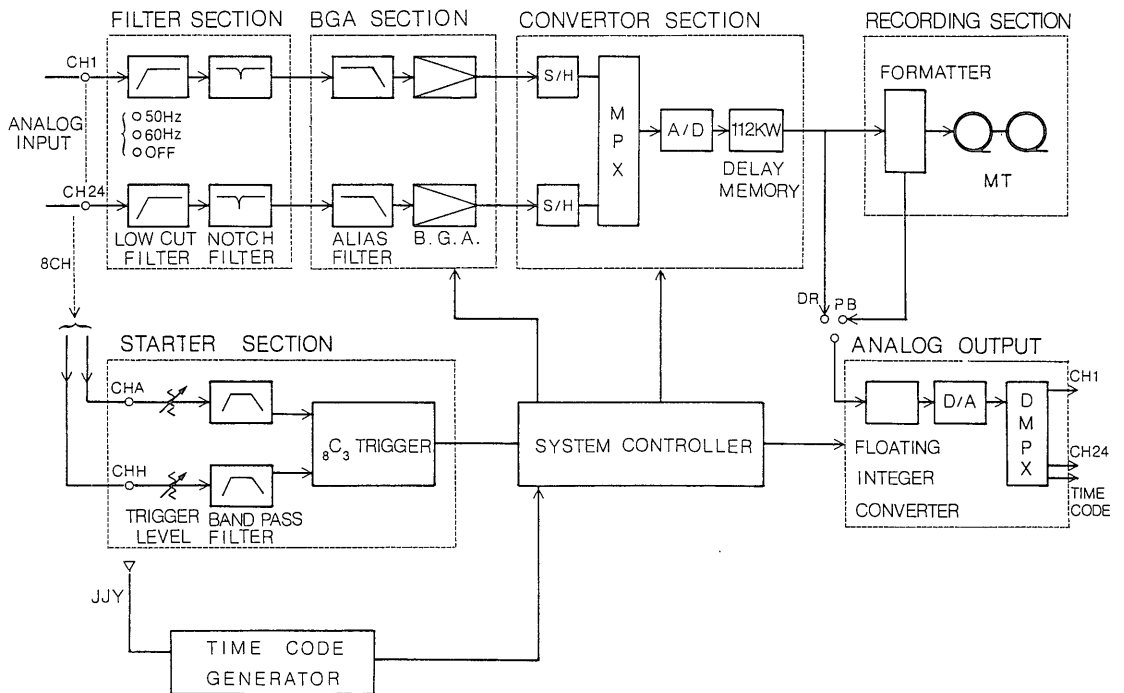 FILTER SECTION
BGA SECTION
CONVERTOR SECTION
RECORDING SECTION
CH1
ANALOG
INPUT
50Hz
60Hz
OFF
CH24
LOW CUT
FILTER
NOTCH
FILTER
ALIAS
FILTER
B. G. A.
S/H
S/H
M
P
X
A/D
112KW
DELAY
MEMORY
FORMATTER
MT
8CH
DR
PB
STARTER SECTION
CHA
CHH
TRIGGER
LEVEL
BAND PASS
FILTER
8C3 TRIGGER
SYSTEM CONTROLLER
ANALOG OUTPUT
D/A
D
M
P
X
FLOATING
INTEGER
CONVERTER
CH1
CH24
TIME
CODE
JJY
TIME CODE
GENERATOR